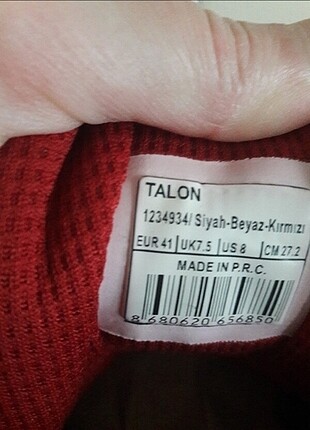 TALON
1234934/Siyah-Beyaz-Kırmızı
EUR 41 UK7.5 US 8 CM 27.2
MADE IN P.R.C.
8 680620 656850